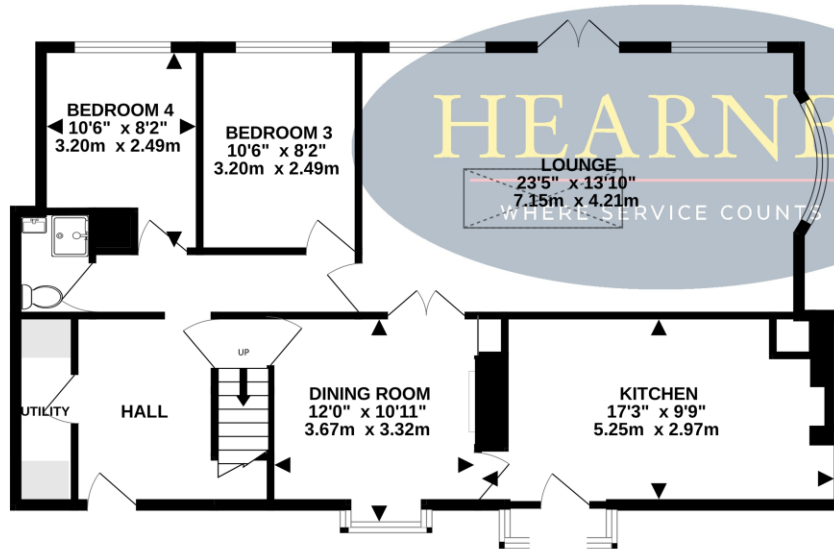 BEDROOM 4
10'6" x 8'2"
3.20m x 2.49m
BEDROOM 3
10'6" x 8'2"
3.20m x 2.49m
HEARNE
LOUNGE
23'5" x 13'10"
7.15m x 4.21m
WHERE SERVICE COUNTS
UP
UTILITY
HALL
DINING ROOM
12'0" x 10'11"
3.67m x 3.32m
KITCHEN
17'3" x 9'9"
5.25m x 2.97m